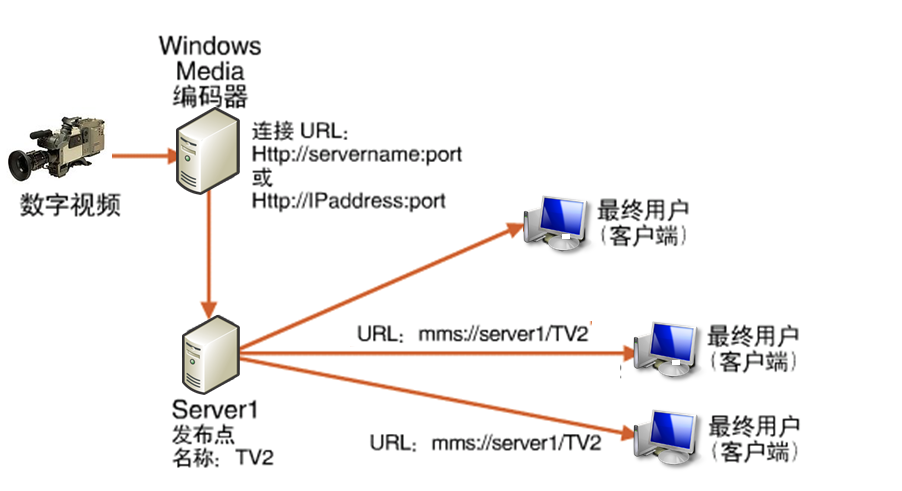 Windows
Media
编码器
连接 URL：
Http://servername:port
或
Http://IPaddress:port
数字视频
最终用户
（客户端）
URL：mms://server1/TV2
最终用户
（客户端）
Server1
发布点
名称：TV2
URL：mms://server1/TV2
最终用户
（客户端）